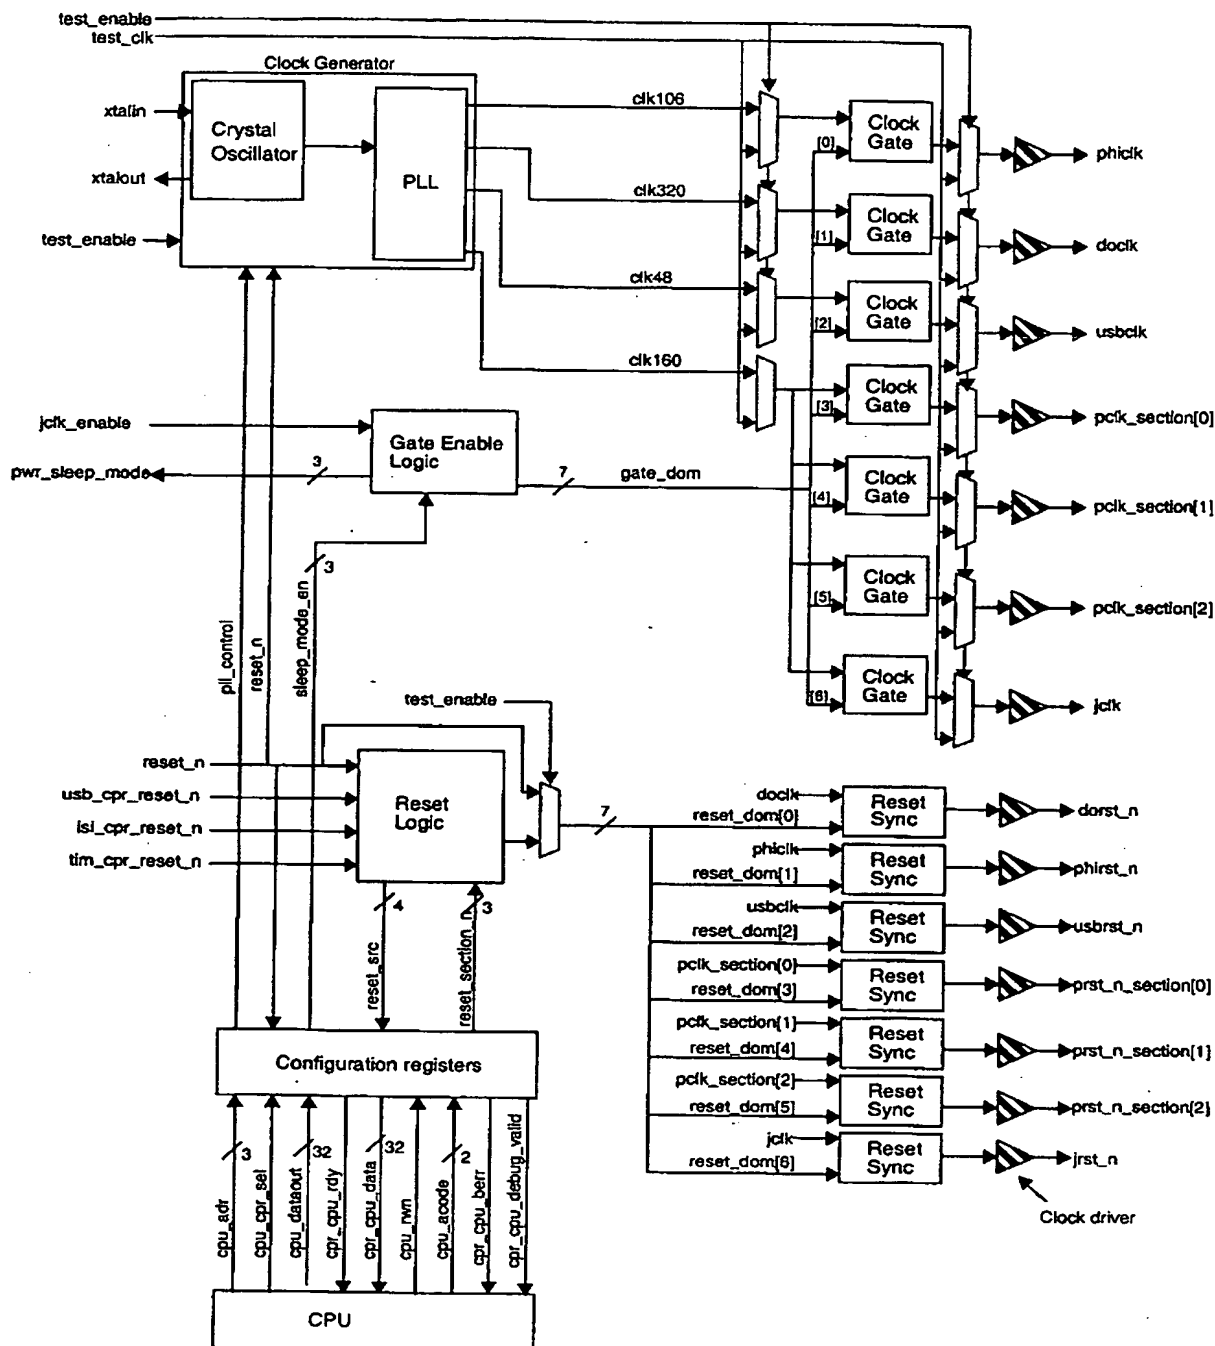 test_enable
test_clk
Clock Generator
xtalin
xtalout
test_enable
Crystal
Oscillator
PLL
clk106
clk320
clk48
clk160
[0]
[1]
[2]
[3]
[4]
[5]
[6]
Clock
Gate
Clock
Gate
Clock
Gate
Clock
Gate
Clock
Gate
Clock
Gate
Clock
Gate
phiclk
doclk
usbclk
pclk_section[0]
pclk_section[1]
pclk_section[2]
jclk
jclk_enable
pwr_sleep_mode
3
Gate Enable
Logic
7
gate_dom
3
pll_control
reset_n
sleep_mode_en
test_enable
reset_n
usb_cpr_reset_n
isi_cpr_reset_n
tim_cpr_reset_n
Reset
Logic
7
4
3
reset_src
reset_section_n
doclk
reset_dom[0]
Reset
Sync
dorst_n
phiclk
reset_dom[1]
Reset
Sync
phirst_n
usbclk
reset_dom[2]
Reset
Sync
usbrst_n
pclk_section[0]
reset_dom[3]
Reset
Sync
prst_n_section[0]
pclk_section[1]
reset_dom[4]
Reset
Sync
prst_n_section[1]
pclk_section[2]
reset_dom[5]
Reset
Sync
prst_n_section[2]
jclk
reset_dom[6]
Reset
Sync
jrst_n
Clock driver
Configuration registers
3
32
32
2
cpu_adr
cpu_cpr_sel
cpu_dataout
cpr_cpu_rdy
cpr_cpu_data
cpu_rwn
cpu_acode
cpr_cpu_berr
cpr_cpu_debug_valid
CPU